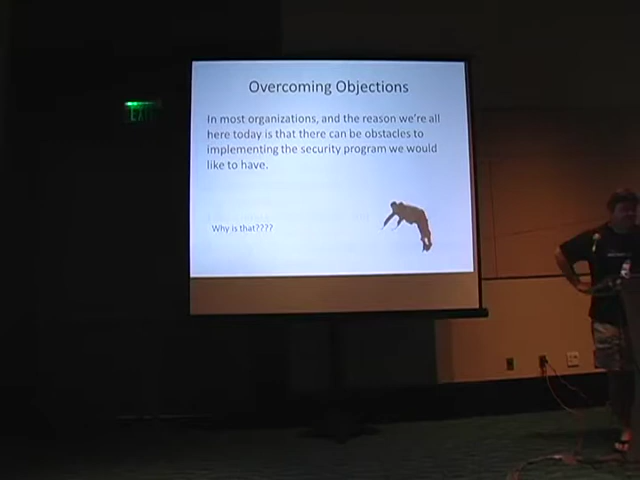 Overcoming Objections
In most organizations, and the reason we're all
here today is that there can be obstacles to
implementing the security program we would
like to have.
Why is that????
EXIT